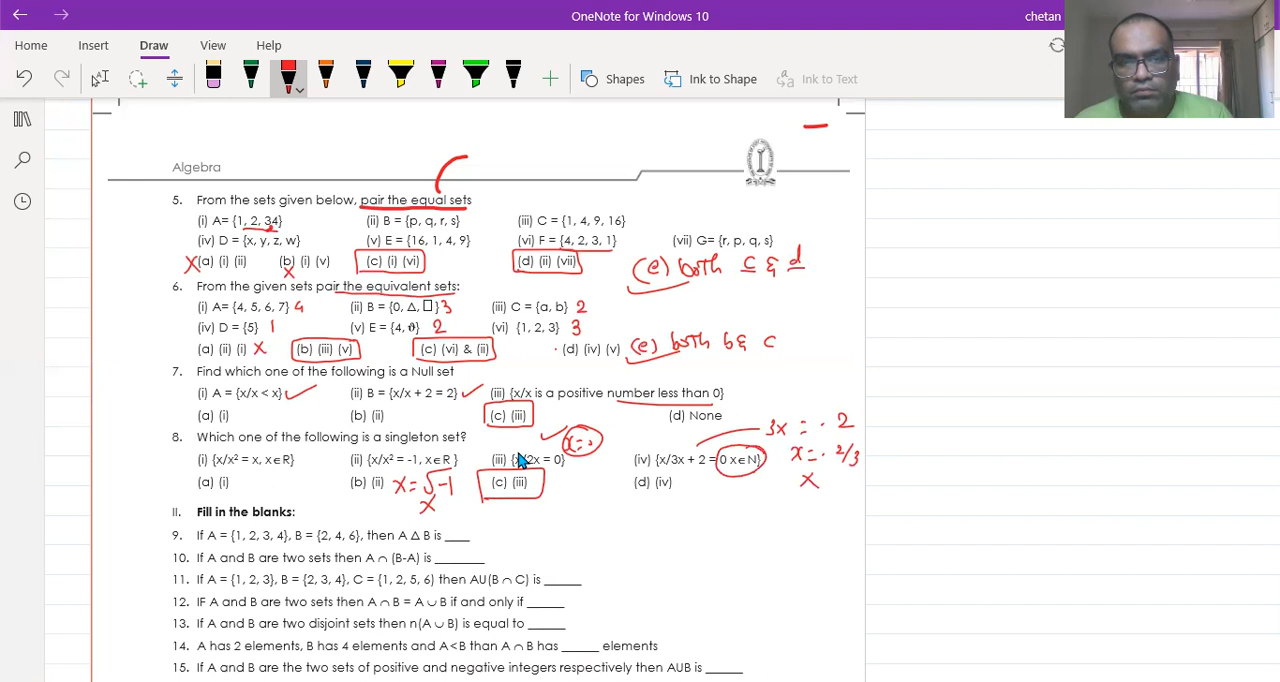 OneNote for Windows 10
chetan
Home Insert Draw View Help
Shapes Ink to Shape Ink to Text
Algebra
5. From the sets given below, pair the equal sets
(i) A= {1, 2, 34} (ii) B = {p, q, r, s} (iii) C = {1, 4, 9, 16}
(iv) D = {x, y, z, w} (v) E = {16, 1, 4, 9} (vi) F = {4, 2, 3, 1} (vii) G= {r, p, q, s}
X (a) (i) (ii) (b) (i) (v) X (c) (i) (vi) (d) (ii) (vii) (e) both c & d
6. From the given sets pair the equivalent sets:
(i) A= {4, 5, 6, 7} 4 (ii) B = {0, △, □} 3 (iii) C = {a, b} 2
(iv) D = {5} 1 (v) E = {4, } 2 (vi) {1, 2, 3} 3
(a) (ii) (i) X (b) (iii) (v) (c) (vi) & (ii) (d) (iv) (v) (e) both b & c
7. Find which one of the following is a Null set
(i) A = {x/x < x} ✓ (ii) B = {x/x + 2 = 2} ✓ (iii) {x/x is a positive number less than 0}
(a) (i) (b) (ii) (c) (iii) (d) None
8. Which one of the following is a singleton set? ✓ 3x = - 2
(i) {x/x² = x, x∈R} (ii) {x/x² = -1, x∈R } (iii) {x/2x = 0} (iv) {x/3x + 2 = 0 x∈N} x = - 2/3
(a) (i) (b) (ii) x = √-1 X (c) (iii) (d) (iv) X
II. Fill in the blanks:
9. If A = {1, 2, 3, 4}, B = {2, 4, 6}, then A Δ B is ____
10. If A and B are two sets then A ∩ (B-A) is ________
11. If A = {1, 2, 3}, B = {2, 3, 4}, C = {1, 2, 5, 6) then AU(B ∩ C) is ______
12. IF A and B are two sets then A ∩ B = A ∪ B if and only if ______
13. If A and B are two disjoint sets then n(A ∪ B) is equal to ______
14. A has 2 elements, B has 4 elements and A<B than A ∩ B has ______ elements
15. If A and B are the two sets of positive and negative integers respectively then AUB is ______